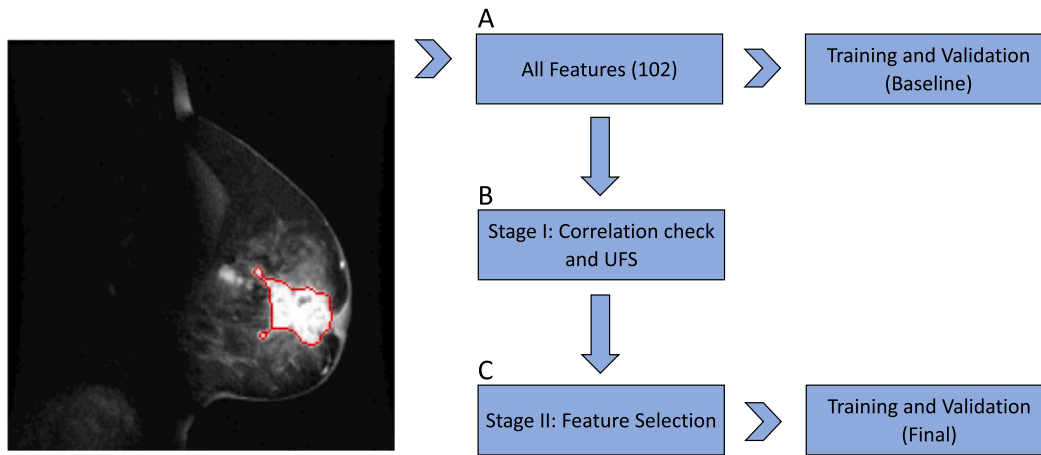 A
All Features (102)
Training and Validation
(Baseline)
B
Stage I: Correlation check
and UFS
C
Stage II: Feature Selection
Training and Validation
(Final)